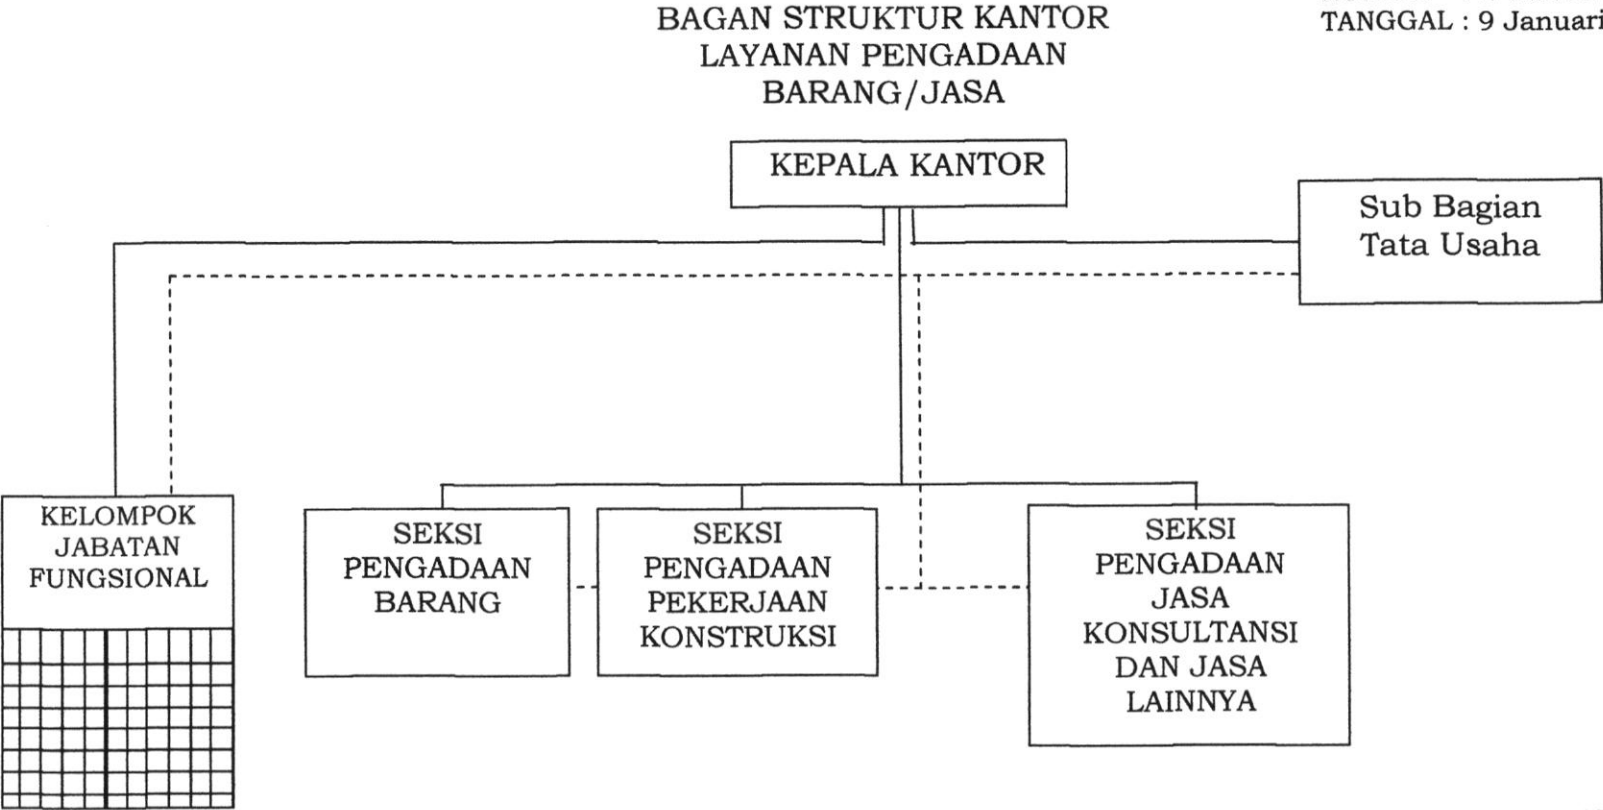 BAGAN STRUKTUR KANTOR
LAYANAN PENGADAAN
BARANG/JASA
TANGGAL : 9 Januari
KEPALA KANTOR
Sub Bagian
Tata Usaha
KELOMPOK
JABATAN
FUNGSIONAL
SEKSI
PENGADAAN
BARANG
SEKSI
PENGADAAN
PEKERJAAN
KONSTRUKSI
SEKSI
PENGADAAN
JASA
KONSULTANSI
DAN JASA
LAINNYA